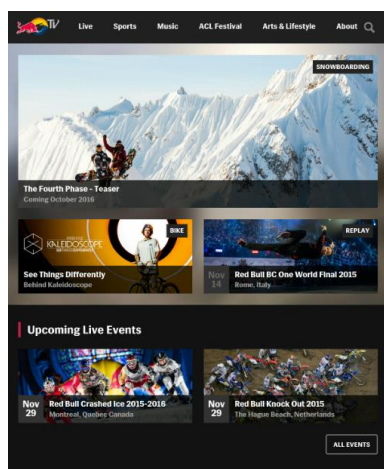 TV
Live
Sports
Music
ACL Festival
Arts & Lifestyle
About
SNOWBOARDING
The Fourth Phase - Teaser
Coming October 2016
BIKE
KALEIDOSCOPE
See Things Differently
Behind Kaleidoscope
REPLAY
Nov
14
Red Bull BC One World Final 2015
Rome, Italy
Upcoming Live Events
Nov
29
Red Bull Crashed Ice 2015-2016
Montreal, Quebec Canada
Nov
29
Red Bull Knock Out 2015
The Hague Beach, Netherlands
ALL EVENTS